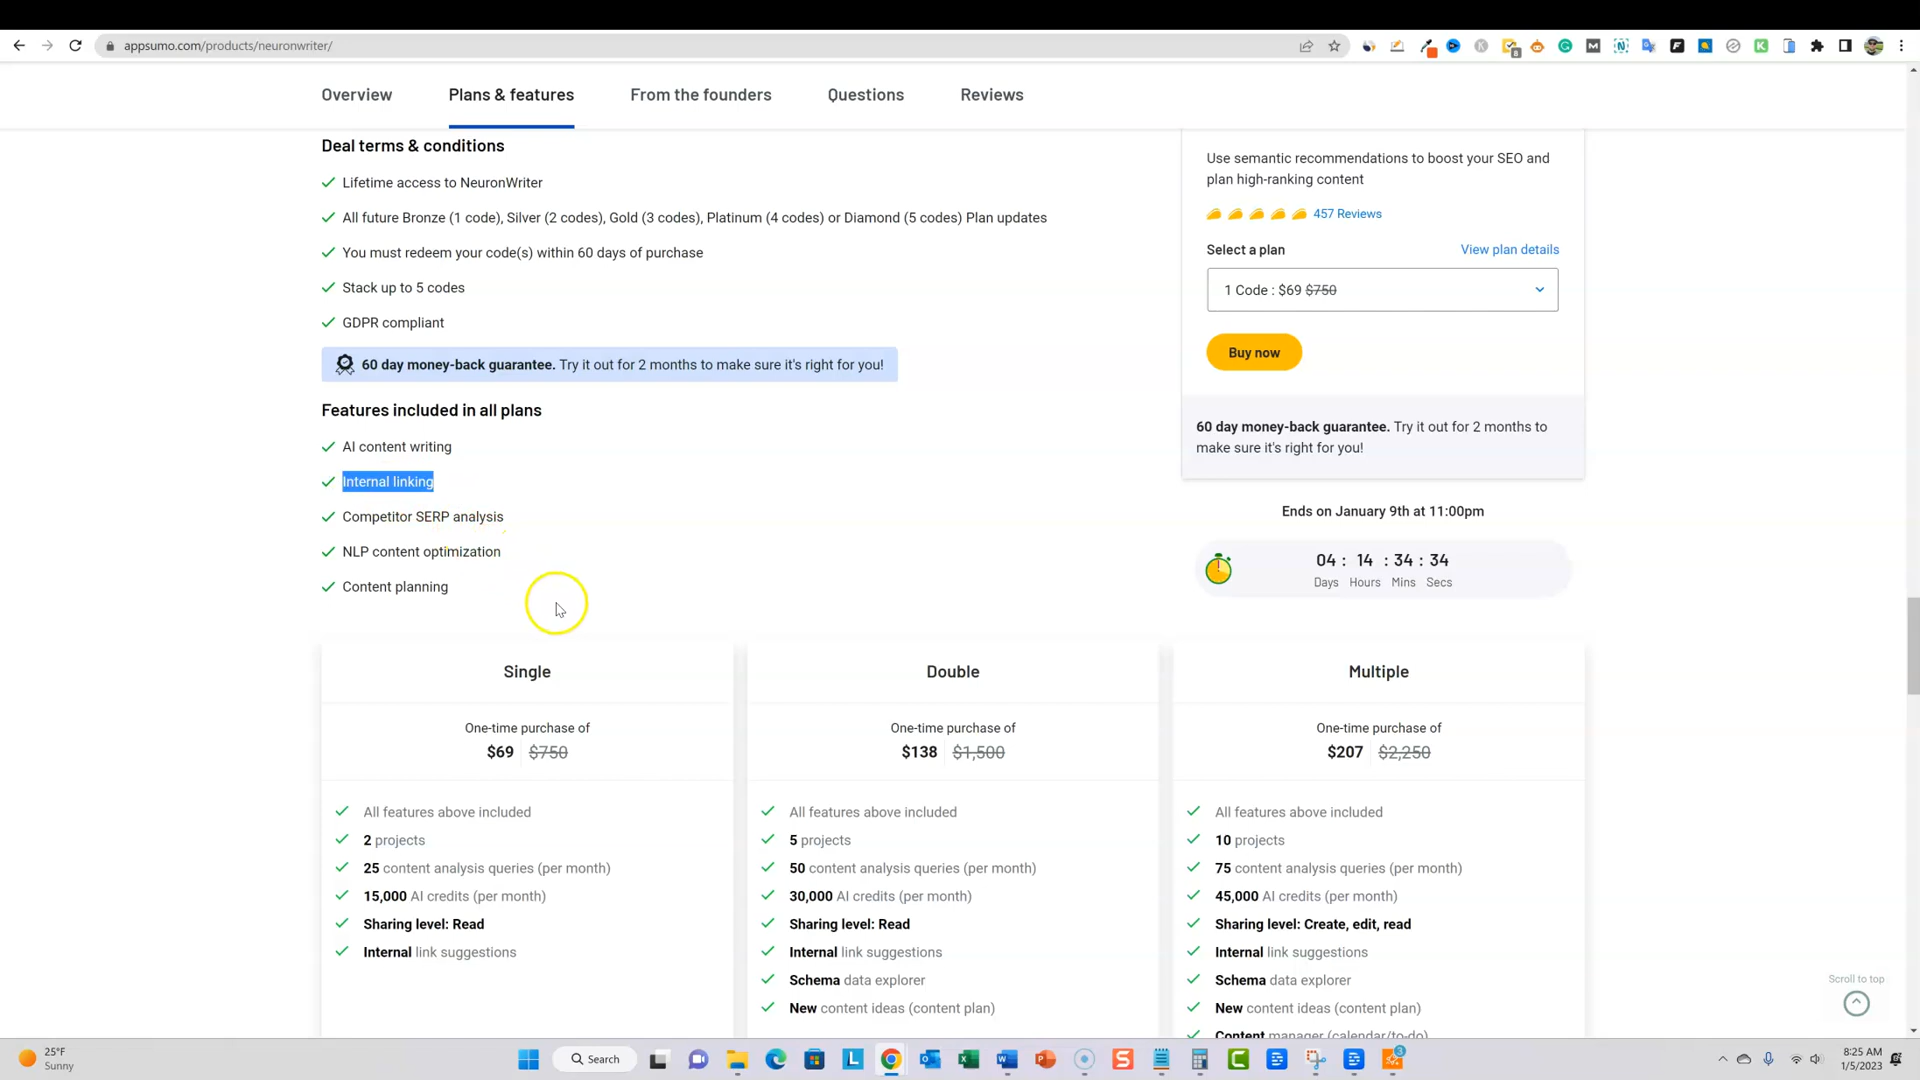 appsumo.com/products/neuronwriter/
Overview
Plans & features
From the founders
Questions
Reviews
Deal terms & conditions
Lifetime access to NeuronWriter
All future Bronze (1 code), Silver (2 codes), Gold (3 codes), Platinum (4 codes) or Diamond (5 codes) Plan updates
You must redeem your code(s) within 60 days of purchase
Stack up to 5 codes
GDPR compliant
60 day money-back guarantee. Try it out for 2 months to make sure it's right for you!
Features included in all plans
AI content writing
Internal linking
Competitor SERP analysis
NLP content optimization
Content planning
Use semantic recommendations to boost your SEO and
plan high-ranking content
457 Reviews
Select a plan
View plan details
1 Code : $69 $750
Buy now
60 day money-back guarantee. Try it out for 2 months to
make sure it's right for you!
Ends on January 9th at 11:00pm
04 : 14 : 34 : 34
Days Hours Mins Secs
Single
One-time purchase of
$69 $750
All features above included
2 projects
25 content analysis queries (per month)
15,000 AI credits (per month)
Sharing level: Read
Internal link suggestions
Double
One-time purchase of
$138 $1,500
All features above included
5 projects
50 content analysis queries (per month)
30,000 AI credits (per month)
Sharing level: Read
Internal link suggestions
Schema data explorer
New content ideas (content plan)
Multiple
One-time purchase of
$207 $2,250
All features above included
10 projects
75 content analysis queries (per month)
45,000 AI credits (per month)
Sharing level: Create, edit, read
Internal link suggestions
Schema data explorer
New content ideas (content plan)
Content manager (calendar/to-do)
Scroll to top
25°F
Sunny
Search
8:25 AM
1/5/2023